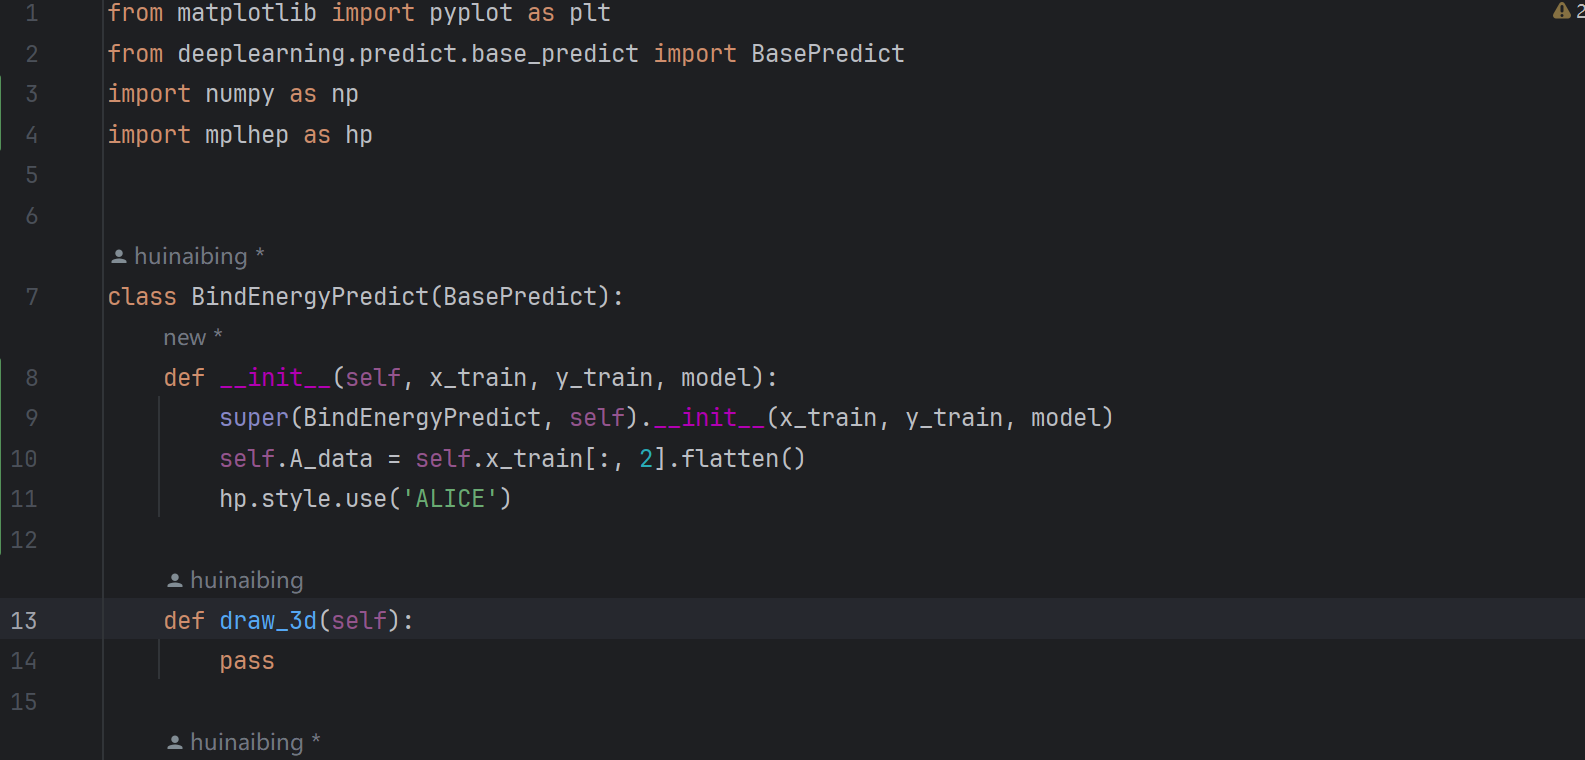 1 from matplotlib import pyplot as plt 2
2 from deeplearning.predict.base_predict import BasePredict
3 import numpy as np
4 import mplhep as hp
5
6
huinaibing *
7 class BindEnergyPredict(BasePredict):
new *
8 def __init__(self, x_train, y_train, model):
9 super(BindEnergyPredict, self).__init__(x_train, y_train, model)
10 self.A_data = self.x_train[:, 2].flatten()
11 hp.style.use('ALICE')
12
huinaibing
13 def draw_3d(self):
14 pass
15
huinaibing *